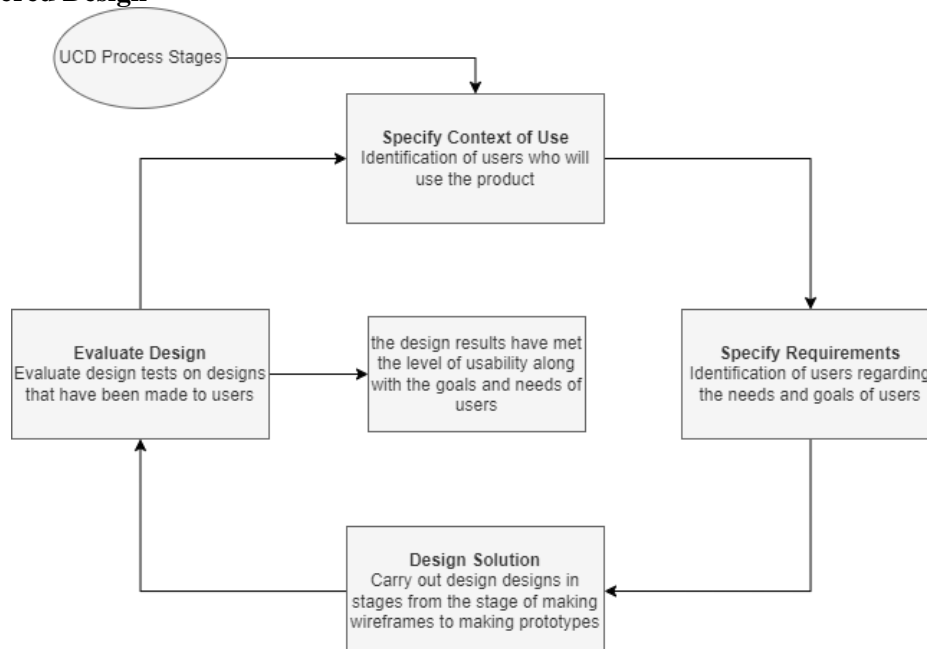 UCD Process Stages
Specify Context of Use
Identification of users who will
use the product
Evaluate Design
Evaluate design tests on designs
that have been made to users
the design results have met
the level of usability along
with the goals and needs of
users
Specify Requirements
Identification of users regarding
the needs and goals of users
Design Solution
Carry out design designs in
stages from the stage of making
wireframes to making prototypes